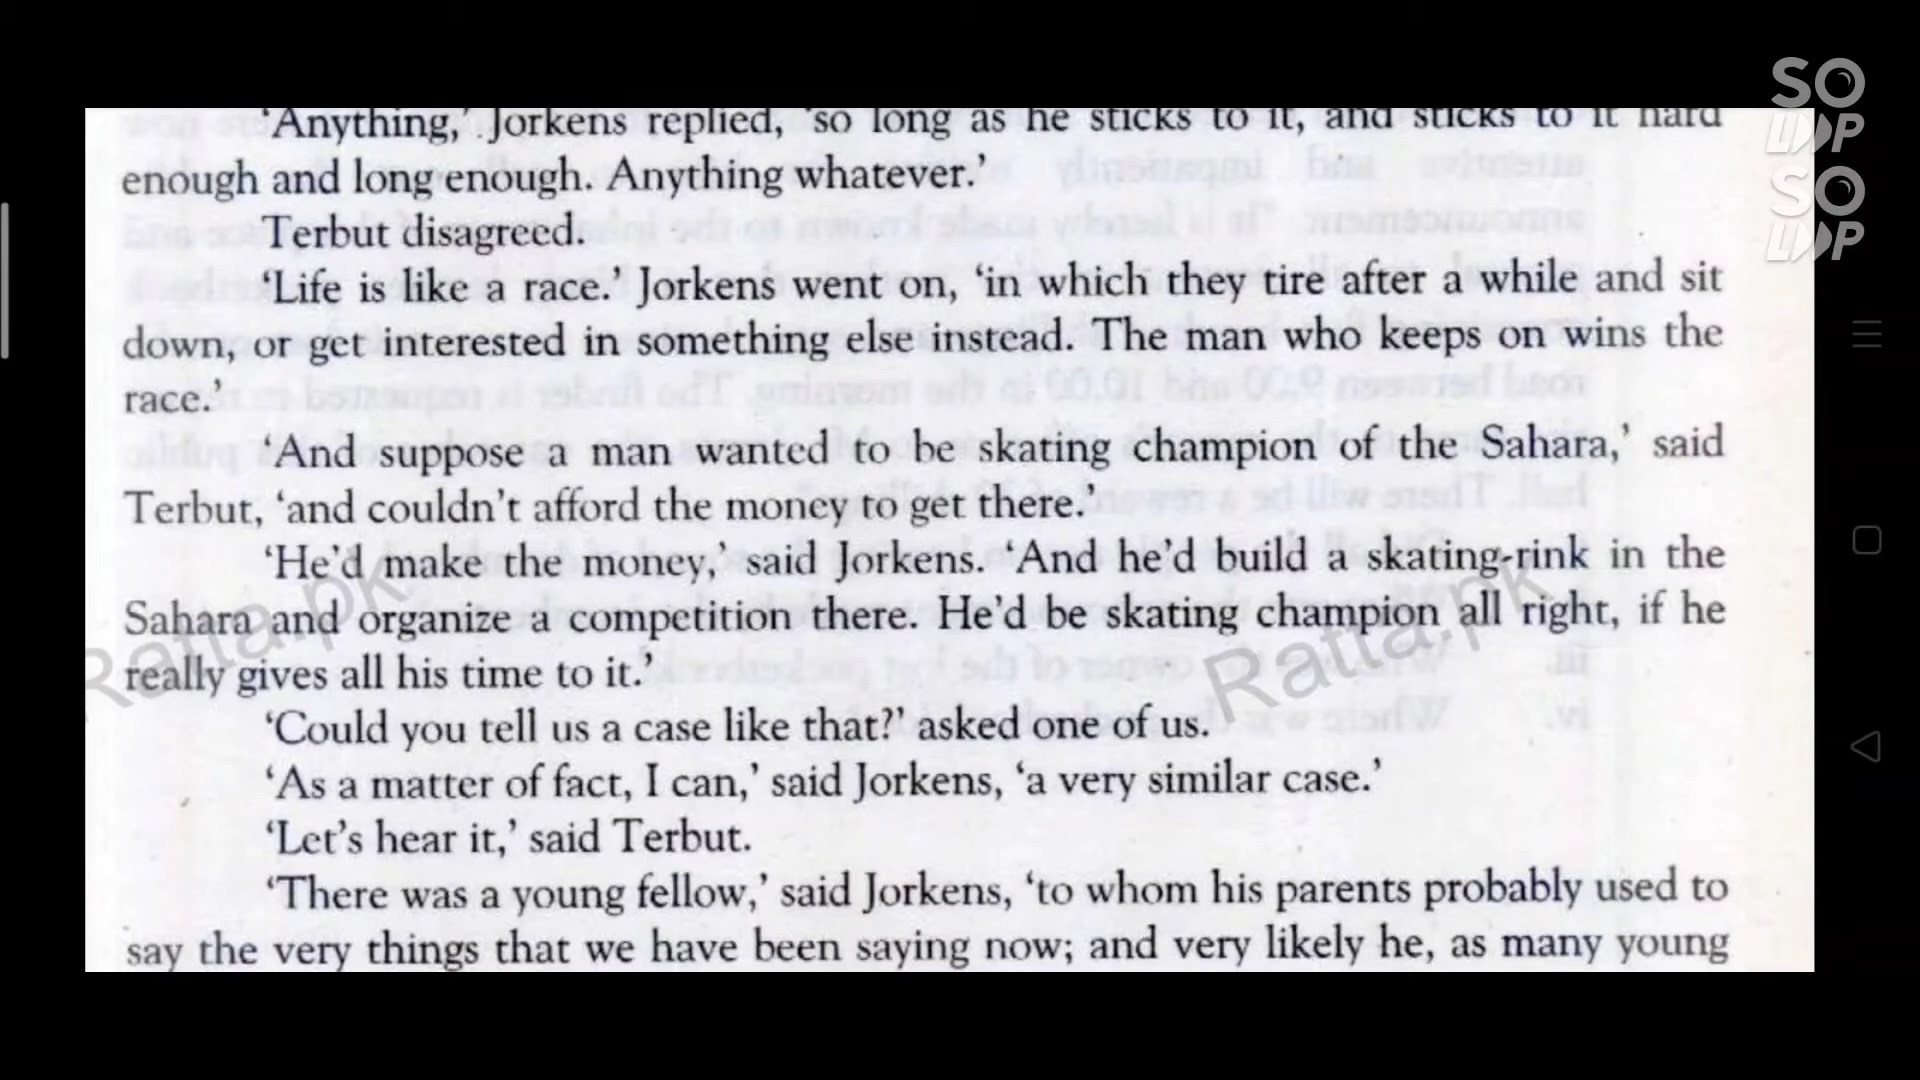 'Anything,' Jorkens replied, 'so long as he sticks to it, and sticks to it hard
enough and long enough. Anything whatever.'
Terbut disagreed.
'Life is like a race.' Jorkens went on, 'in which they tire after a while and sit
down, or get interested in something else instead. The man who keeps on wins the
race.'
'And suppose a man wanted to be skating champion of the Sahara,' said
Terbut, 'and couldn't afford the money to get there.'
'He'd make the money,' said Jorkens. 'And he'd build a skating-rink in the
Sahara and organize a competition there. He'd be skating champion all right, if he
really gives all his time to it.'
'Could you tell us a case like that?' asked one of us.
'As a matter of fact, I can,' said Jorkens, 'a very similar case.'
'Let's hear it,' said Terbut.
'There was a young fellow,' said Jorkens, 'to whom his parents probably used to
say the very things that we have been saying now; and very likely he, as many young
Ratta.pk
Ratta.pk
SO
LDP
SO
LDP